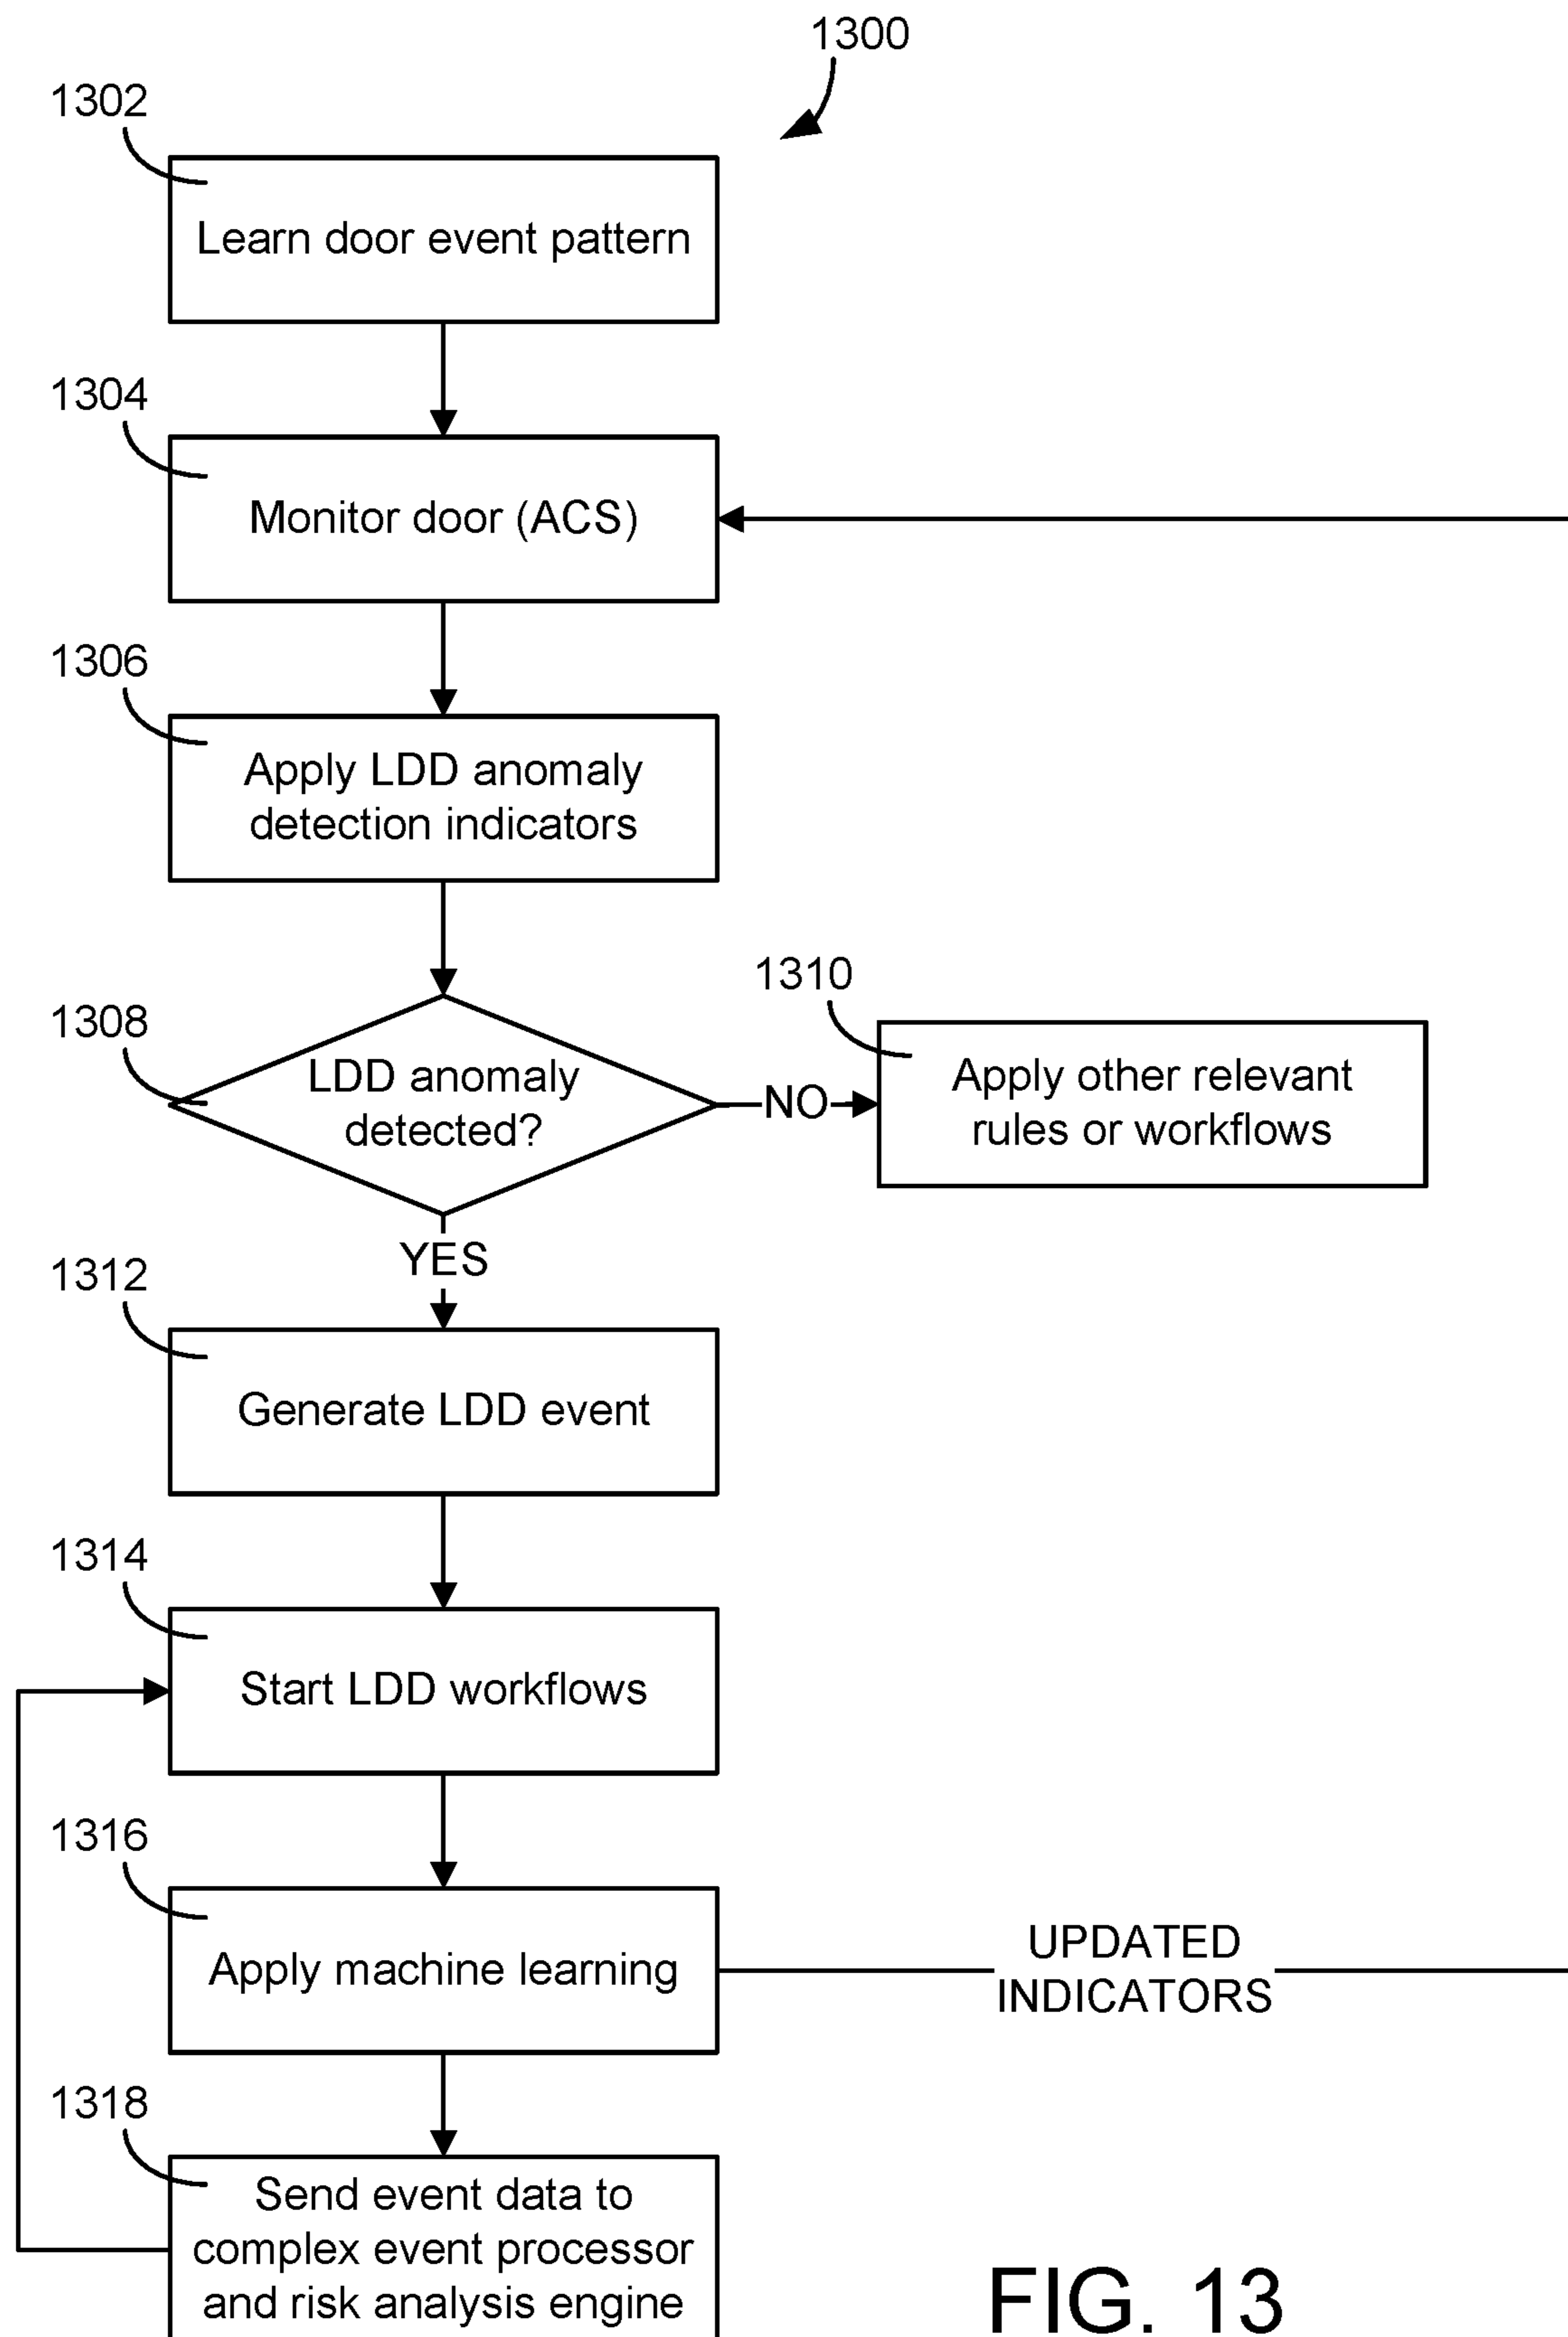 1300
1302
Learn door event pattern
1304
Monitor door (ACS)
1306
Apply LDD anomaly
detection indicators
1308
LDD anomaly
detected?
NO
1310
Apply other relevant
rules or workflows
YES
1312
Generate LDD event
1314
Start LDD workflows
1316
Apply machine learning
UPDATED
INDICATORS
1318
Send event data to
complex event processor
and risk analysis engine
FIG. 13